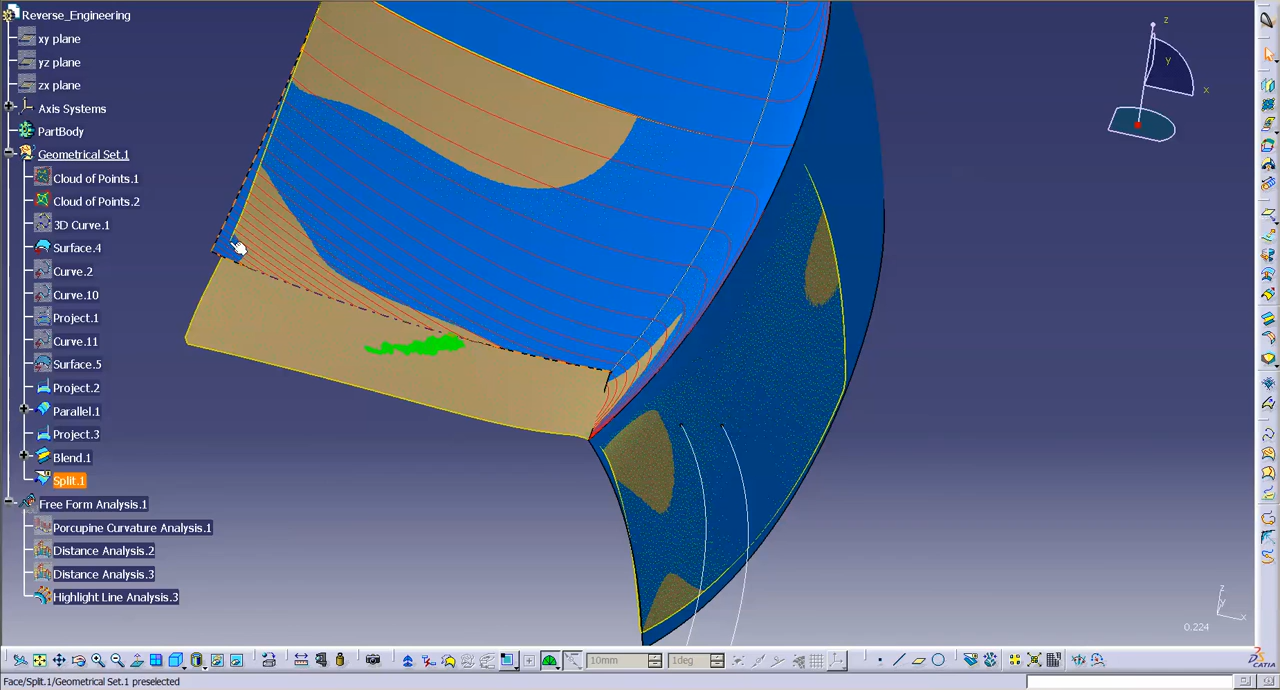 Reverse_Engineering
xy plane
yz plane
zx plane
Axis Systems
PartBody
Geometrical Set.1
Cloud of Points.1
Cloud of Points.2
3D Curve.1
Surface.4
Curve.2
Curve.10
Project.1
Curve.11
Surface.5
Project.2
Parallel.1
Project.3
Blend.1
Split.1
Free Form Analysis.1
Porcupine Curvature Analysis.1
Distance Analysis.2
Distance Analysis.3
Highlight Line Analysis.3
z
y
x
z
y
x
0.224
10mm
1deg
CATIA
Face/Split.1/Geometrical Set.1 preselected